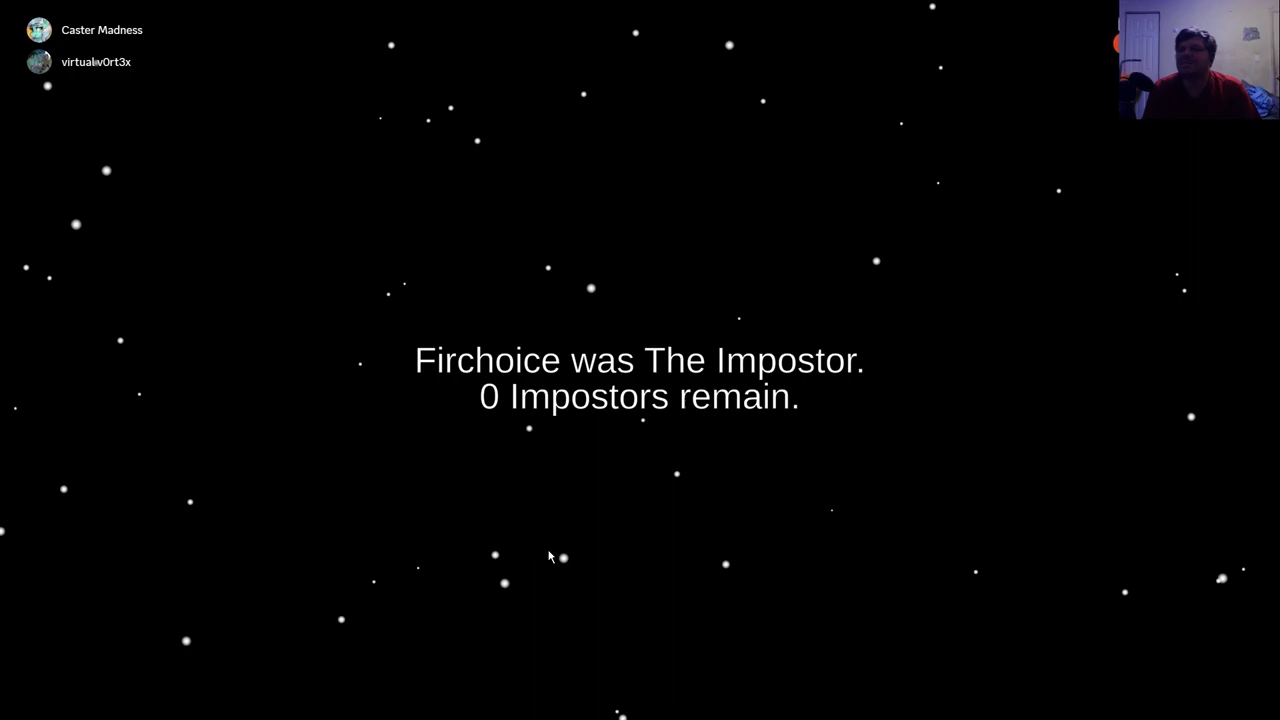 Caster Madness
virtualv0rt3x
Firchoice was The Impostor.
0 Impostors remain.